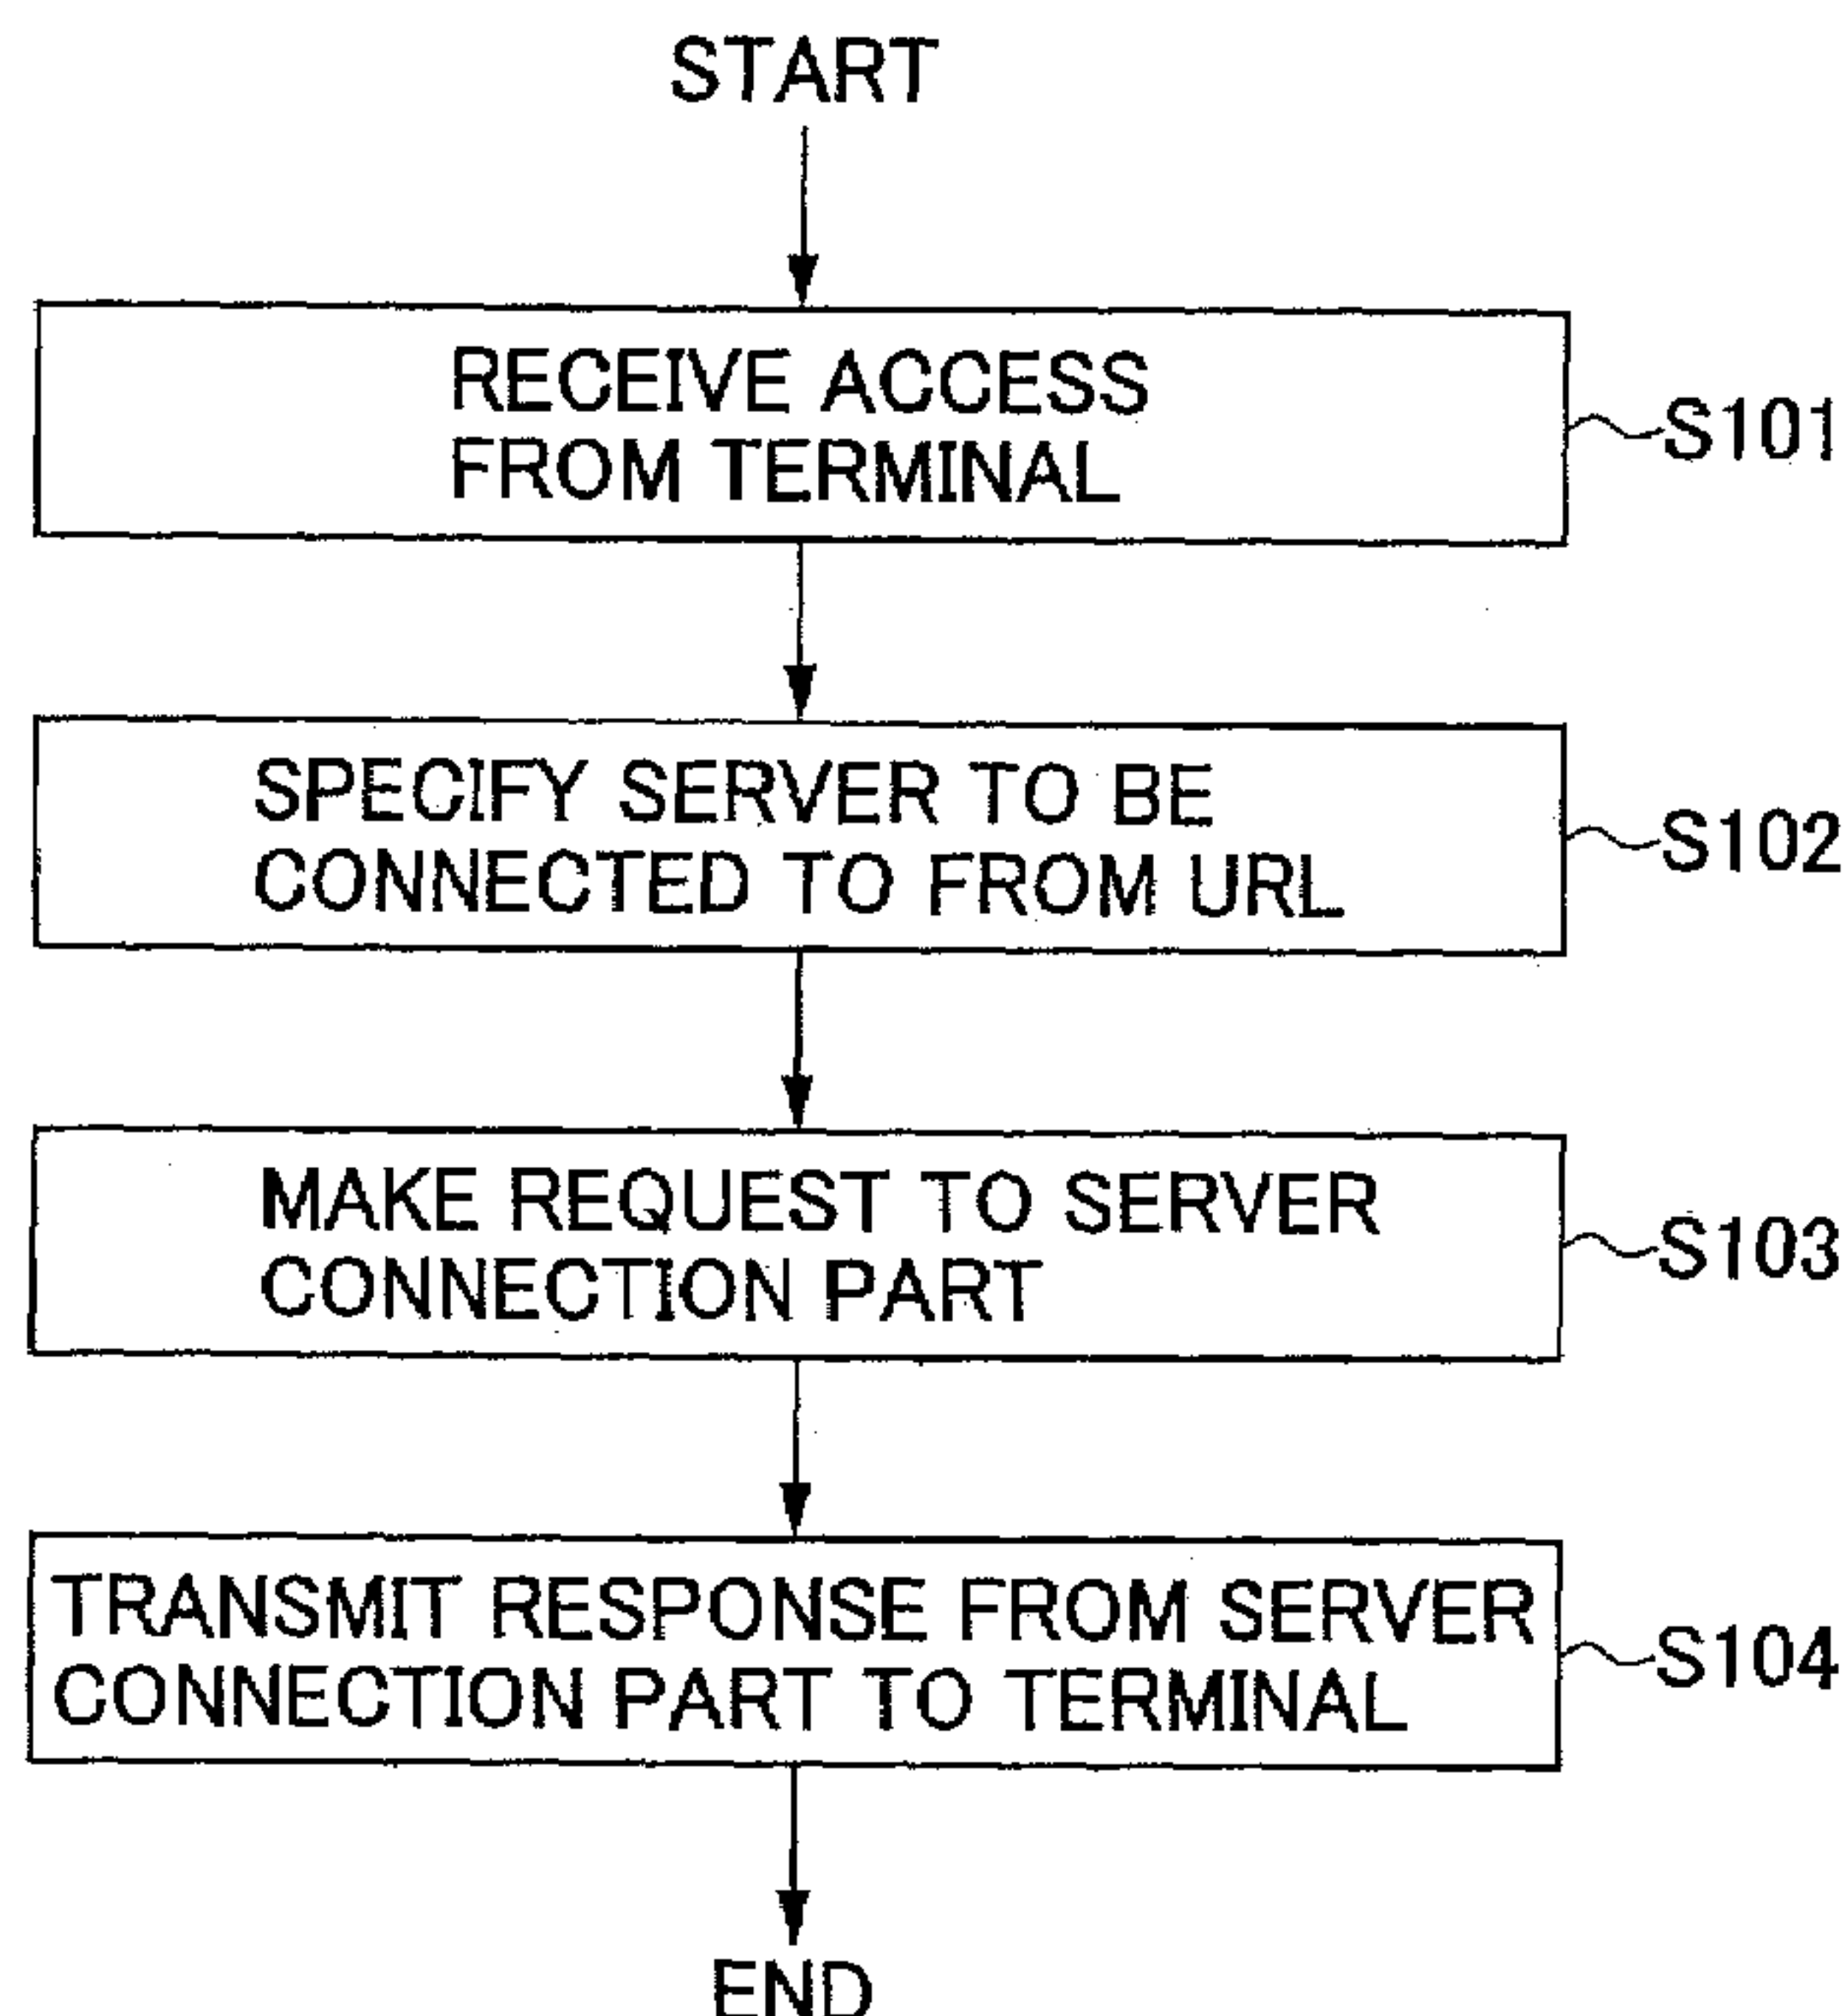 START
RECEIVE ACCESS
FROM TERMINAL
S101
SPECIFY SERVER TO BE
CONNECTED TO FROM URL
S102
MAKE REQUEST TO SERVER
CONNECTION PART
S103
TRANSMIT RESPONSE FROM SERVER
CONNECTION PART TO TERMINAL
S104
END